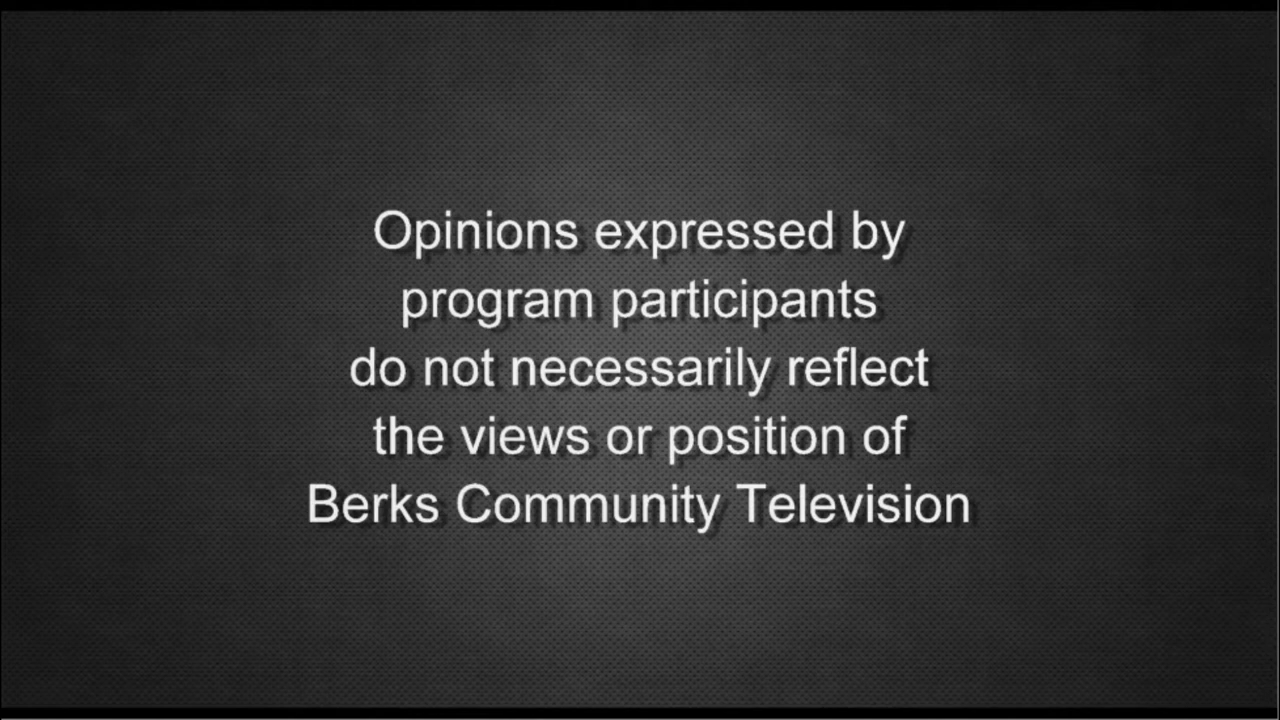 Opinions expressed by
program participants
do not necessarily reflect
the views or position of
Berks Community Television